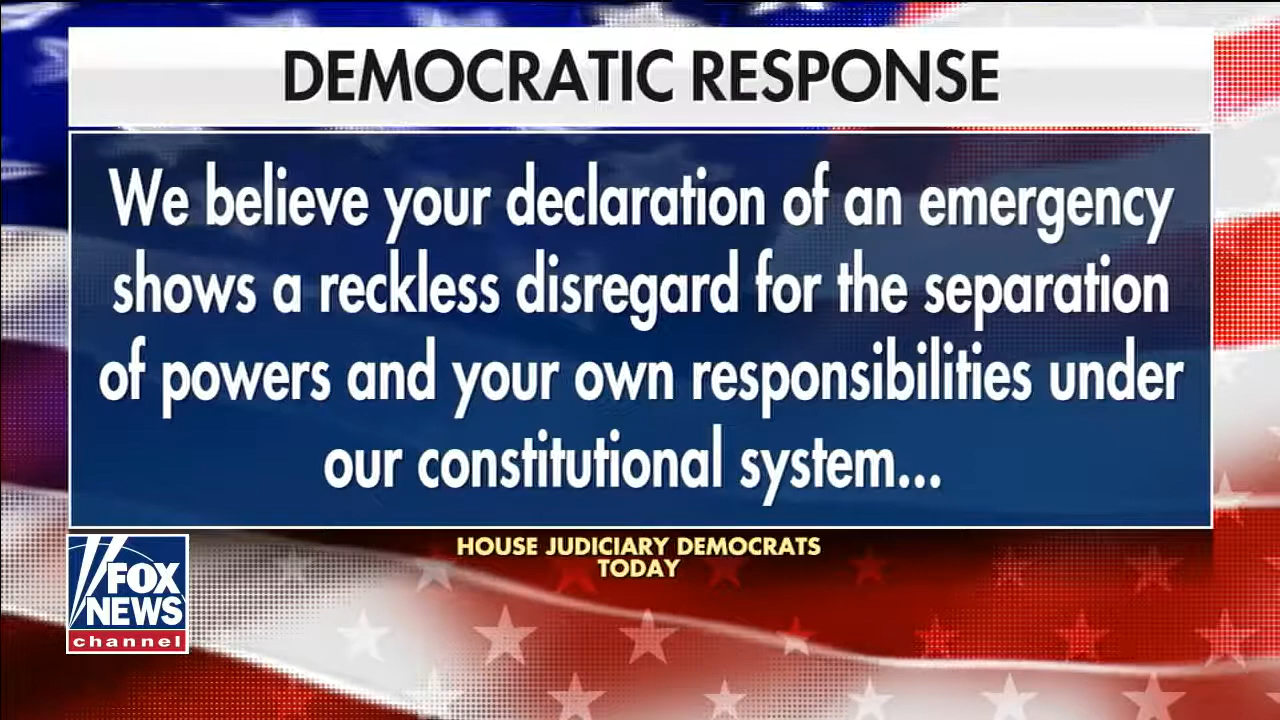 DEMOCRATIC RESPONSE
We believe your declaration of an emergency
shows a reckless disregard for the separation
of powers and your own responsibilities under
our constitutional system...
HOUSE JUDICIARY DEMOCRATS
TODAY
FOX
NEWS
channel